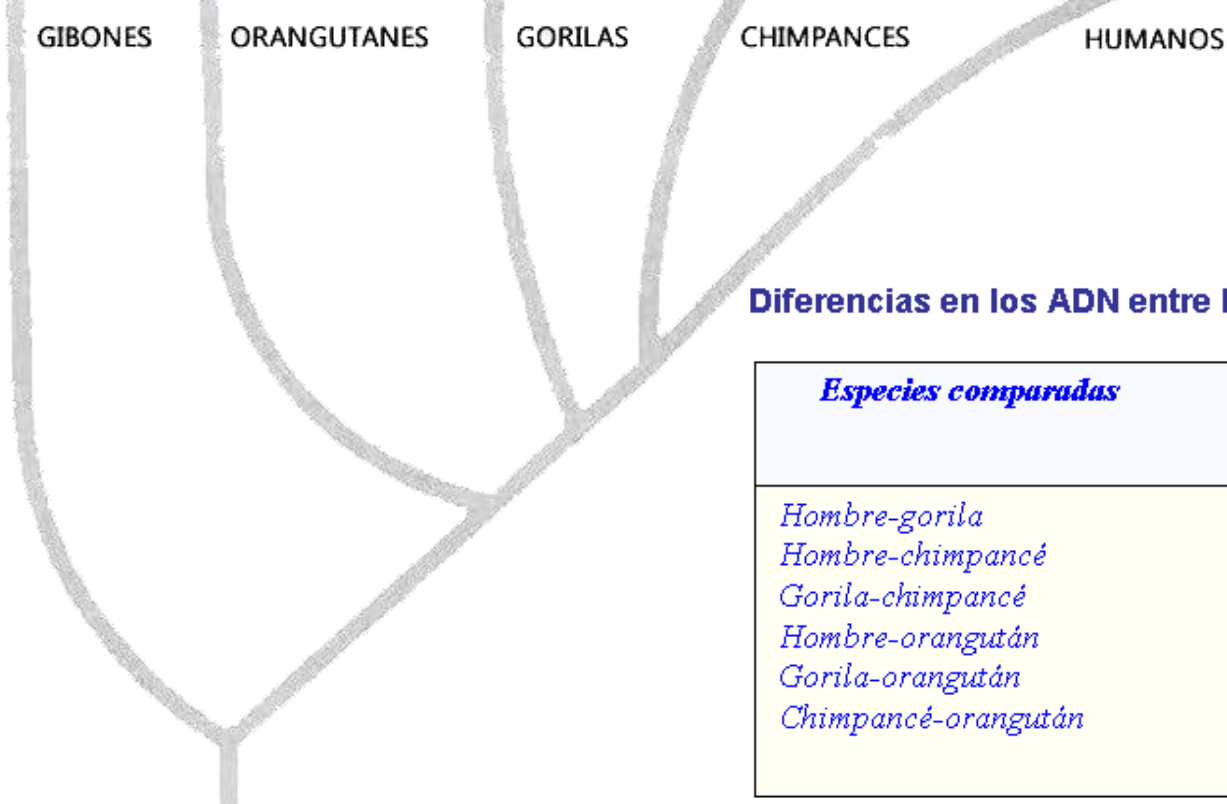 GIBONES ORANGUTANES GORILAS CHIMPANCES HUMANOS
Diferencias en los ADN entre
Especies comparadas
Hombre-gorila
Hombre-chimpancé
Gorila-chimpancé
Hombre-orangután
Gorila-orangután
Chimpancé-orangután